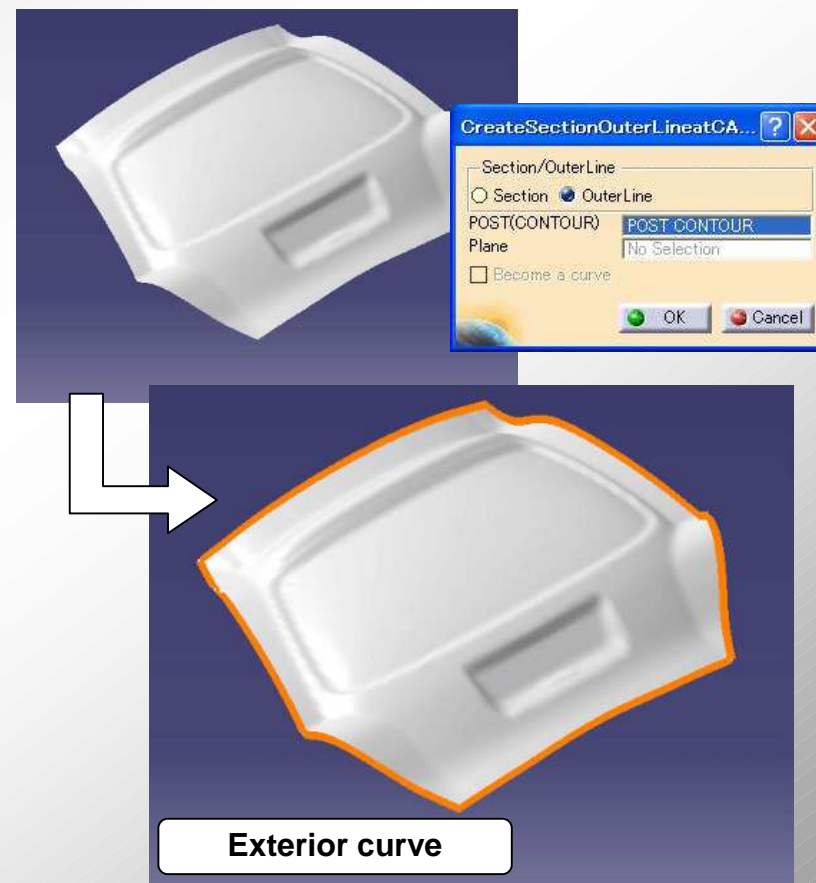 CreateSectionOuterLineatCA...
Section/OuterLine
Section OuterLine
POST(CONTOUR) POST CONTOUR
Plane No Selection
Become a curve
OK Cancel
Exterior curve